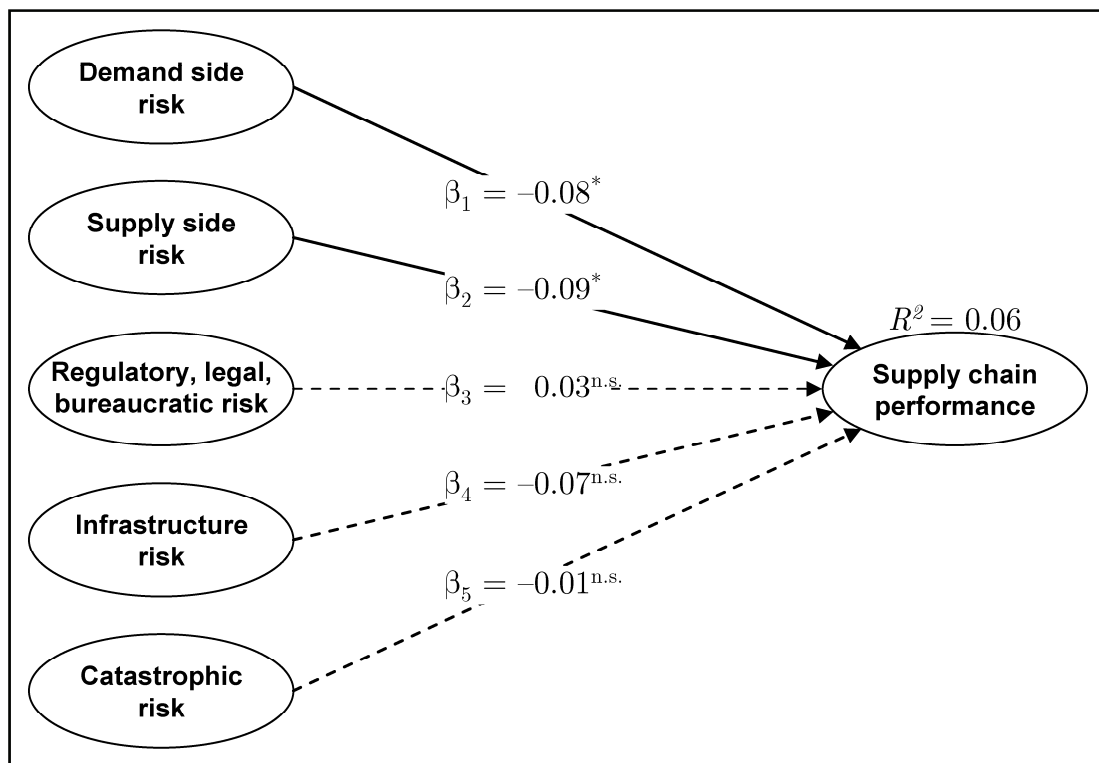 Demand side
risk
β1 = –0.08*
Supply side
risk
β2 = –0.09*
R2 = 0.06
Regulatory, legal,
bureaucratic risk
β3 = 0.03n.s.
Supply chain
performance
β4 = –0.07n.s.
Infrastructure
risk
β5 = –0.01n.s.
Catastrophic
risk